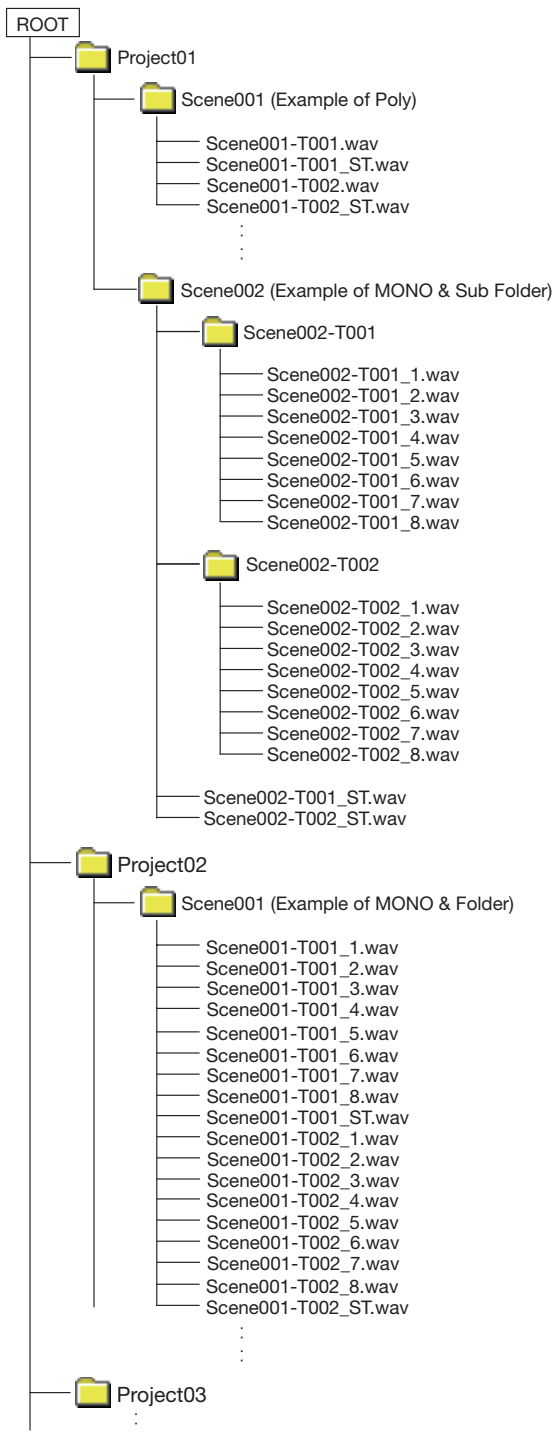 ROOT
Project01
Scene001 (Example of Poly)
Scene001-T001.wav
Scene001-T001_ST.wav
Scene001-T002.wav
Scene001-T002_ST.wav
Scene002 (Example of MONO & Sub Folder)
Scene002-T001
Scene002-T001_1.wav
Scene002-T001_2.wav
Scene002-T001_3.wav
Scene002-T001_4.wav
Scene002-T001_5.wav
Scene002-T001_6.wav
Scene002-T001_7.wav
Scene002-T001_8.wav
Scene002-T002
Scene002-T002_1.wav
Scene002-T002_2.wav
Scene002-T002_3.wav
Scene002-T002_4.wav
Scene002-T002_5.wav
Scene002-T002_6.wav
Scene002-T002_7.wav
Scene002-T002_8.wav
Scene002-T001_ST.wav
Scene002-T002_ST.wav
Project02
Scene001 (Example of MONO & Folder)
Scene001-T001_1.wav
Scene001-T001_2.wav
Scene001-T001_3.wav
Scene001-T001_4.wav
Scene001-T001_5.wav
Scene001-T001_6.wav
Scene001-T001_7.wav
Scene001-T001_8.wav
Scene001-T001_ST.wav
Scene001-T002_1.wav
Scene001-T002_2.wav
Scene001-T002_3.wav
Scene001-T002_4.wav
Scene001-T002_5.wav
Scene001-T002_6.wav
Scene001-T002_7.wav
Scene001-T002_8.wav
Scene001-T002_ST.wav
Project03